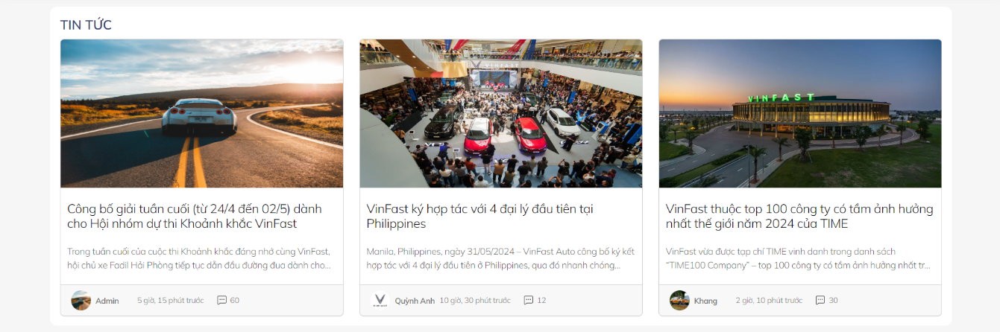 TIN TỨC
VINFAST
VINFAST
Công bố giải tuần cuối (từ 24/4 đến 02/5) dành
cho Hội nhóm dự thi Khoảnh khắc VinFast
Trong tuần cuối của cuộc thi Khoảnh khắc đáng nhớ cùng VinFast,
hội chủ xe Fadil Hải Phòng tiếp tục dẫn đầu đường đua dành cho...
Admin 5 giờ, 15 phút trước 60
VinFast ký hợp tác với 4 đại lý đầu tiên tại
Philippines
Manila, Philippines, ngày 31/05/2024 – VinFast Auto công bố ký kết
hợp tác với 4 đại lý đầu tiên ở Philippines, qua đó nhanh chóng...
VINFAST
Quỳnh Anh 10 giờ, 30 phút trước 12
VinFast thuộc top 100 công ty có tầm ảnh hưởng
nhất thế giới năm 2024 của TIME
VinFast vừa được tạp chí TIME vinh danh trong danh sách
“TIME100 Company” – top 100 công ty có tầm ảnh hưởng nhất tr...
Khang 2 giờ, 10 phút trước 30